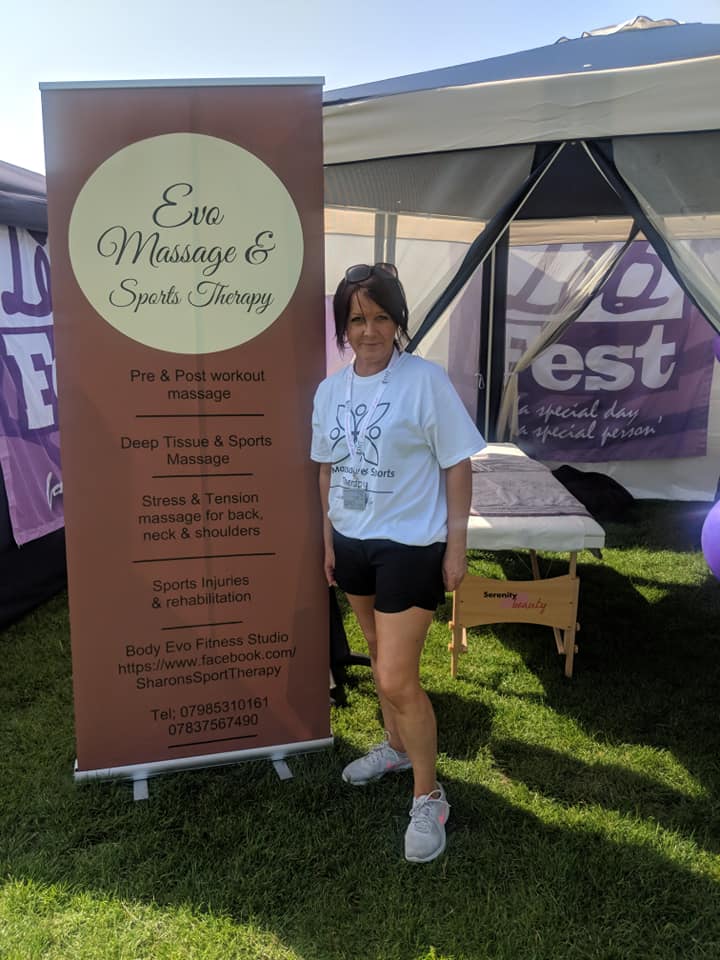 Evo
Massage &
Sports Therapy
Pre & Post workout
massage
Deep Tissue & Sports
Massage
Stress & Tension
massage for back,
neck & shoulders
Sports Injuries
& rehabilitation
Body Evo Fitness Studio
https://www.facebook.com/
SharonsSportTherapy
Tel; 07985310161
07837567490
Sports
Therapy
Fest
'a special day
a special person'
Serenity
beauty